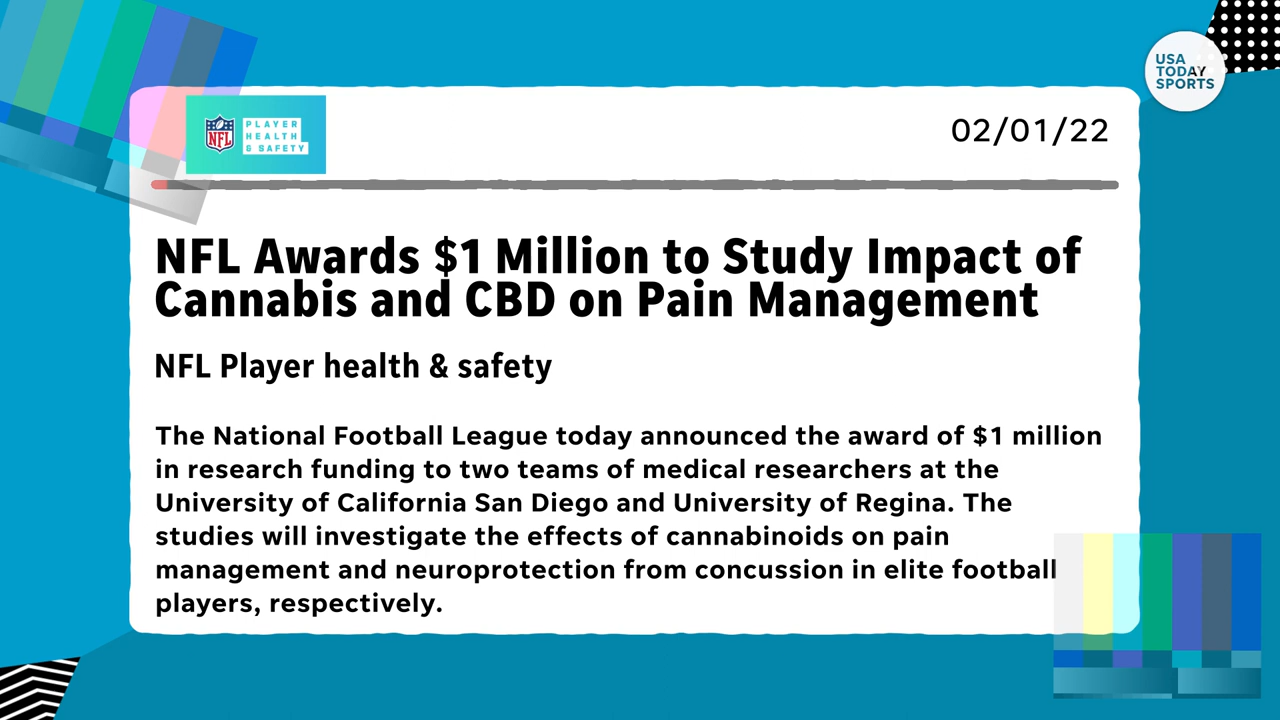 USA
TODAY
SPORTS
NFL
PLAYER
HEALTH
& SAFETY
02/01/22
NFL Awards $1 Million to Study Impact of
Cannabis and CBD on Pain Management
NFL Player health & safety
The National Football League today announced the award of $1 million
in research funding to two teams of medical researchers at the
University of California San Diego and University of Regina. The
studies will investigate the effects of cannabinoids on pain
management and neuroprotection from concussion in elite football
players, respectively.